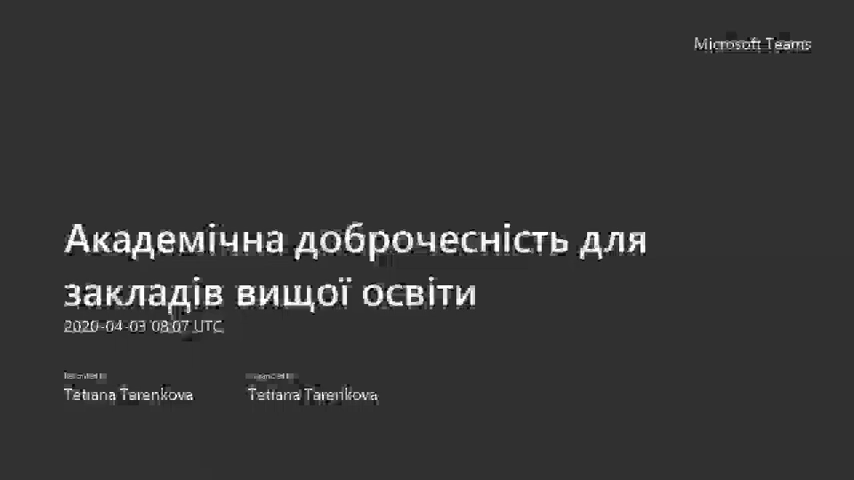 Microsoft Teams
Академічна доброчесність для
закладів вищої освіти
2020-04-03 08:07 UTC
Tetiana Tarenkova Tetiana Tarenkova